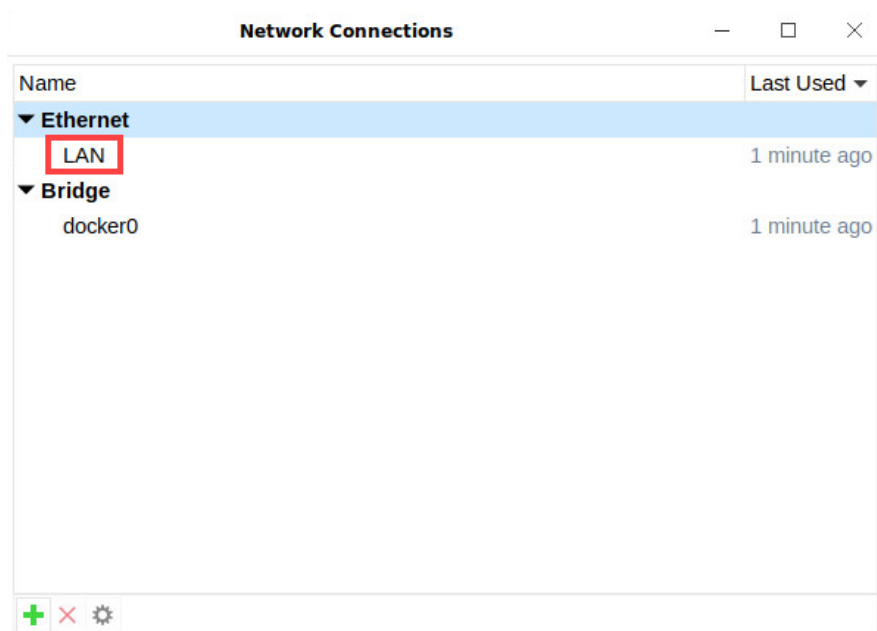 Network Connections
Name Last Used
Ethernet
LAN 1 minute ago
Bridge
docker0 1 minute ago